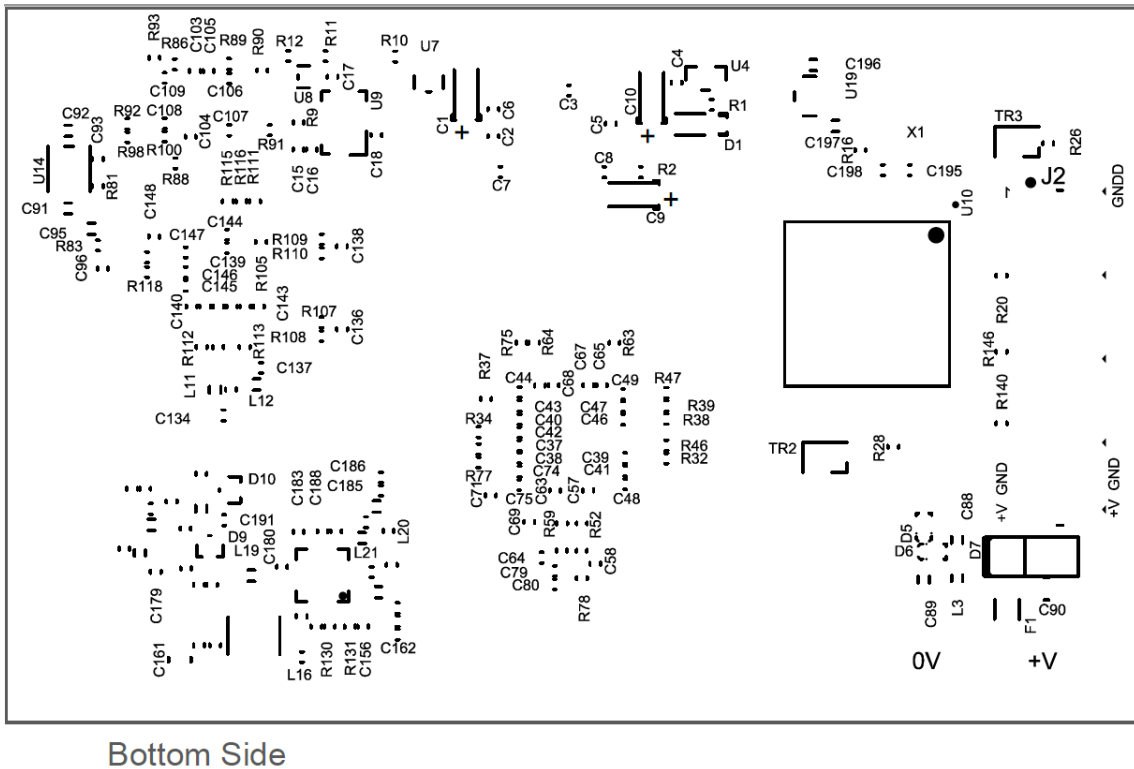 R93
R86
C103
C105
R89
R90
R12
R11
R10
U7
C4
U4
C196
U19
C109
C106
U8
C17
U9
C3
C10
R1
C92
C93
R92
C108
C104
C107
R91
R9
C1
+
C6
C2
C5
+
D1
C197
R16
X1
TR3
R26
U14
R98
R100
R88
R81
C148
R115
R116
R111
C15
C16
C18
C7
C8
R2
C198
C195
J2
1
GNDD
C91
C95
R83
C96
C147
C144
C139
C146
C145
R109
R110
R105
C138
C9
+
U10
R118
C140
C143
R107
R108
C136
R20
R112
R113
C137
L11
L12
C134
R75
R64
C67
C65
R63
R146
R37
C44
C68
C49
R47
R140
R34
C43
C40
C42
C37
C38
C74
C47
C46
C39
C41
R39
R38
R46
R32
R77
C71
C75
C63
C57
C48
TR2
R28
D10
C183
C188
C186
C185
C191
D9
L19
C180
L21
L20
C69
R59
R52
C88
+V GND
+V GND
D5
D6
D7
C64
C79
C80
C58
R78
C179
C161
L16
R130
R131
C156
C162
C89
L3
F1
C90
0V
+V
Bottom Side